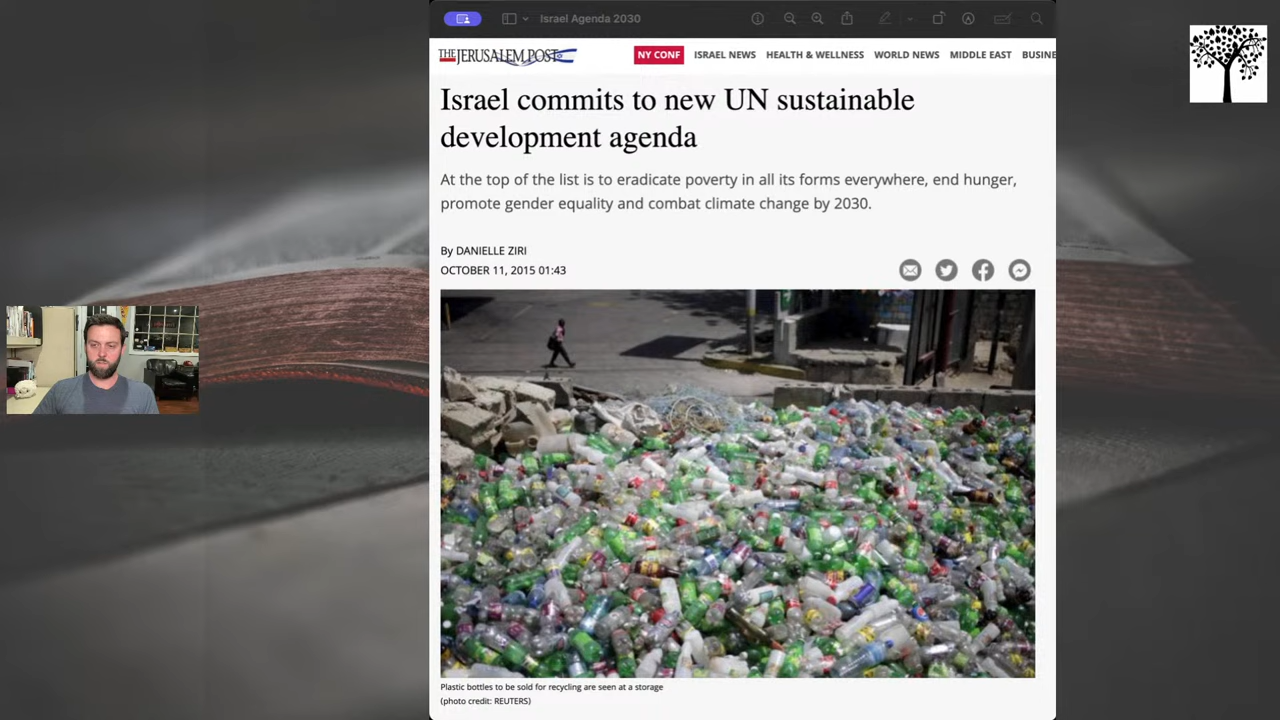 Israel Agenda 2030
THE JERUSALEM POST
NY CONF ISRAEL NEWS HEALTH & WELLNESS WORLD NEWS MIDDLE EAST BUSINE
Israel commits to new UN sustainable
development agenda
At the top of the list is to eradicate poverty in all its forms everywhere, end hunger,
promote gender equality and combat climate change by 2030.
By DANIELLE ZIRI
OCTOBER 11, 2015 01:43
Plastic bottles to be sold for recycling are seen at a storage
(photo credit: REUTERS)